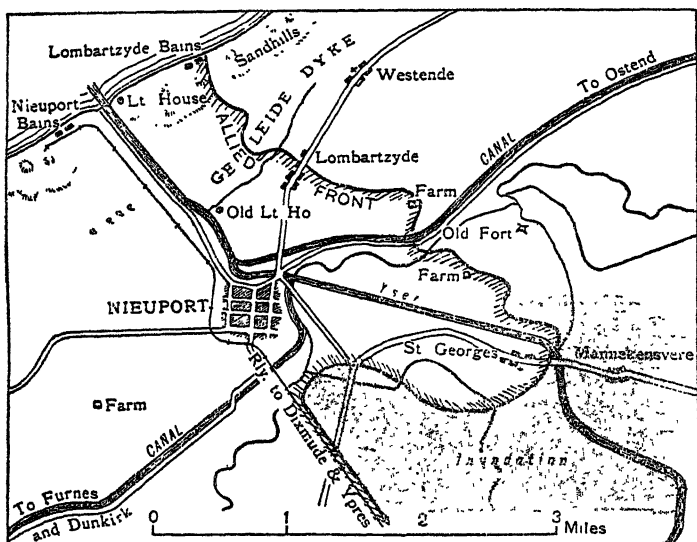 Lombartzyde Bains
Sandhills
Nieuport
Bains
Lt House
GELEIDE DYKE
Westende
To Ostend
CANAL
ALLIED
FRONT
Lombartzyde
Farm
Old Lt Ho
Old Fort
Farm
Yser
NIEUPORT
St Georges
Mannekensvere
Rly. to Dixmude & Ypres
Farm
CANAL
Inundation
To Furnes
and Dunkirk
0 1 2 3 Miles